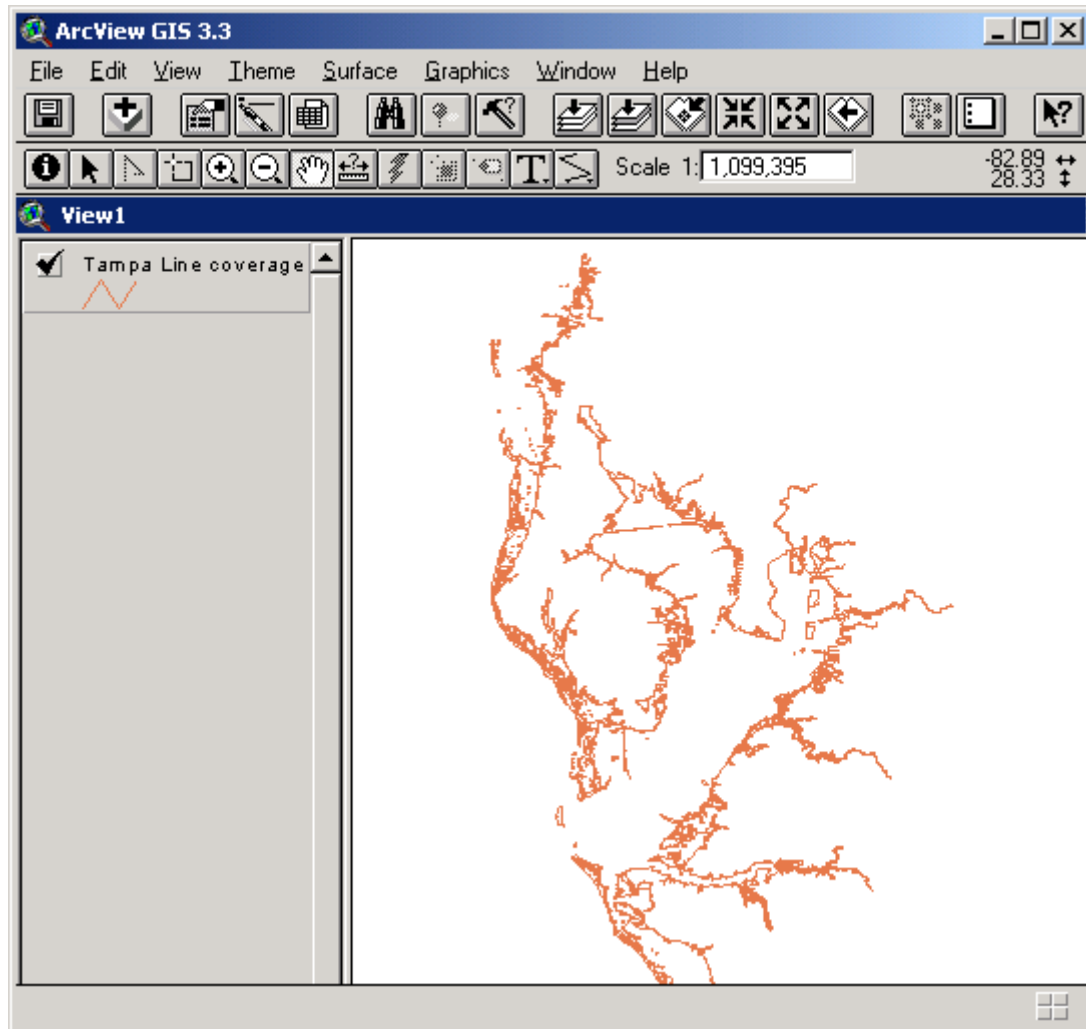 ArcView GIS 3.3
File Edit View Theme Surface Graphics Window Help
Scale 1: 1,099,395
-82.89
28.33
View1
Tampa Line coverage